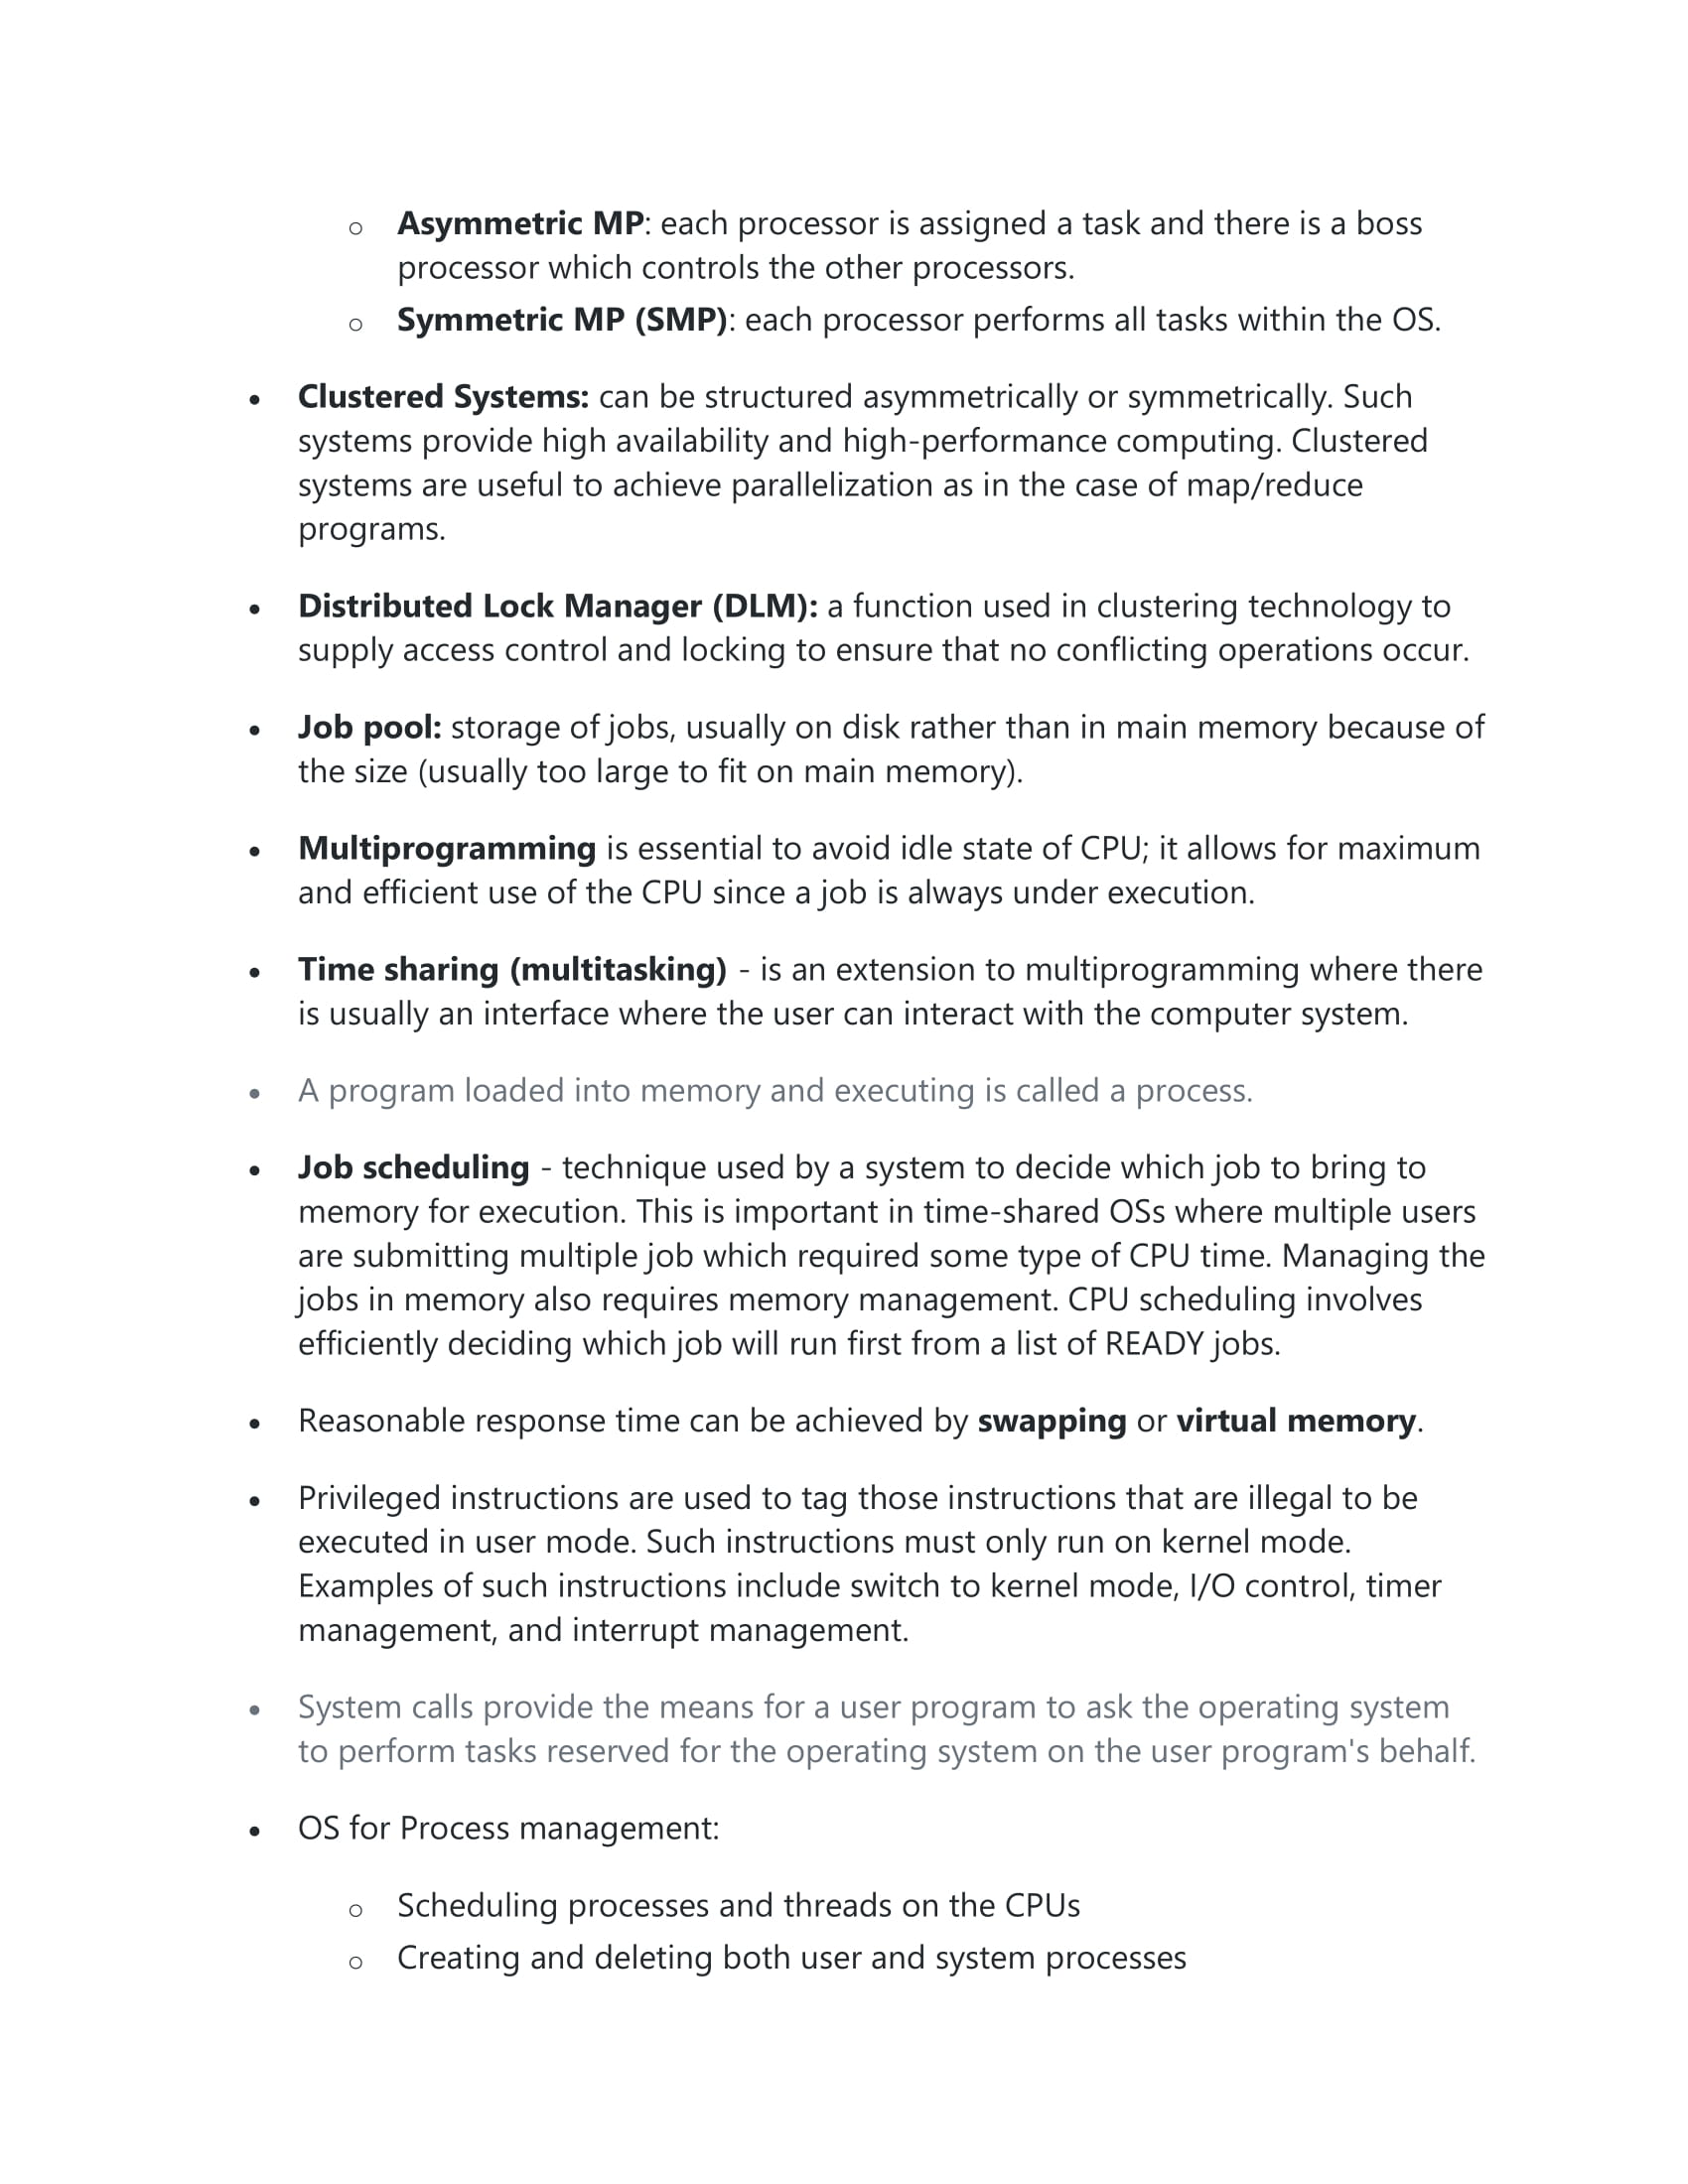 ○ Asymmetric MP: each processor is assigned a task and there is a boss
processor which controls the other processors.
○ Symmetric MP (SMP): each processor performs all tasks within the OS.
• Clustered Systems: can be structured asymmetrically or symmetrically. Such
systems provide high availability and high-performance computing. Clustered
systems are useful to achieve parallelization as in the case of map/reduce
programs.
• Distributed Lock Manager (DLM): a function used in clustering technology to
supply access control and locking to ensure that no conflicting operations occur.
• Job pool: storage of jobs, usually on disk rather than in main memory because of
the size (usually too large to fit on main memory).
• Multiprogramming is essential to avoid idle state of CPU; it allows for maximum
and efficient use of the CPU since a job is always under execution.
• Time sharing (multitasking) - is an extension to multiprogramming where there
is usually an interface where the user can interact with the computer system.
• A program loaded into memory and executing is called a process.
• Job scheduling - technique used by a system to decide which job to bring to
memory for execution. This is important in time-shared OSs where multiple users
are submitting multiple job which required some type of CPU time. Managing the
jobs in memory also requires memory management. CPU scheduling involves
efficiently deciding which job will run first from a list of READY jobs.
• Reasonable response time can be achieved by swapping or virtual memory.
• Privileged instructions are used to tag those instructions that are illegal to be
executed in user mode. Such instructions must only run on kernel mode.
Examples of such instructions include switch to kernel mode, I/O control, timer
management, and interrupt management.
• System calls provide the means for a user program to ask the operating system
to perform tasks reserved for the operating system on the user program's behalf.
• OS for Process management:
○ Scheduling processes and threads on the CPUs
○ Creating and deleting both user and system processes